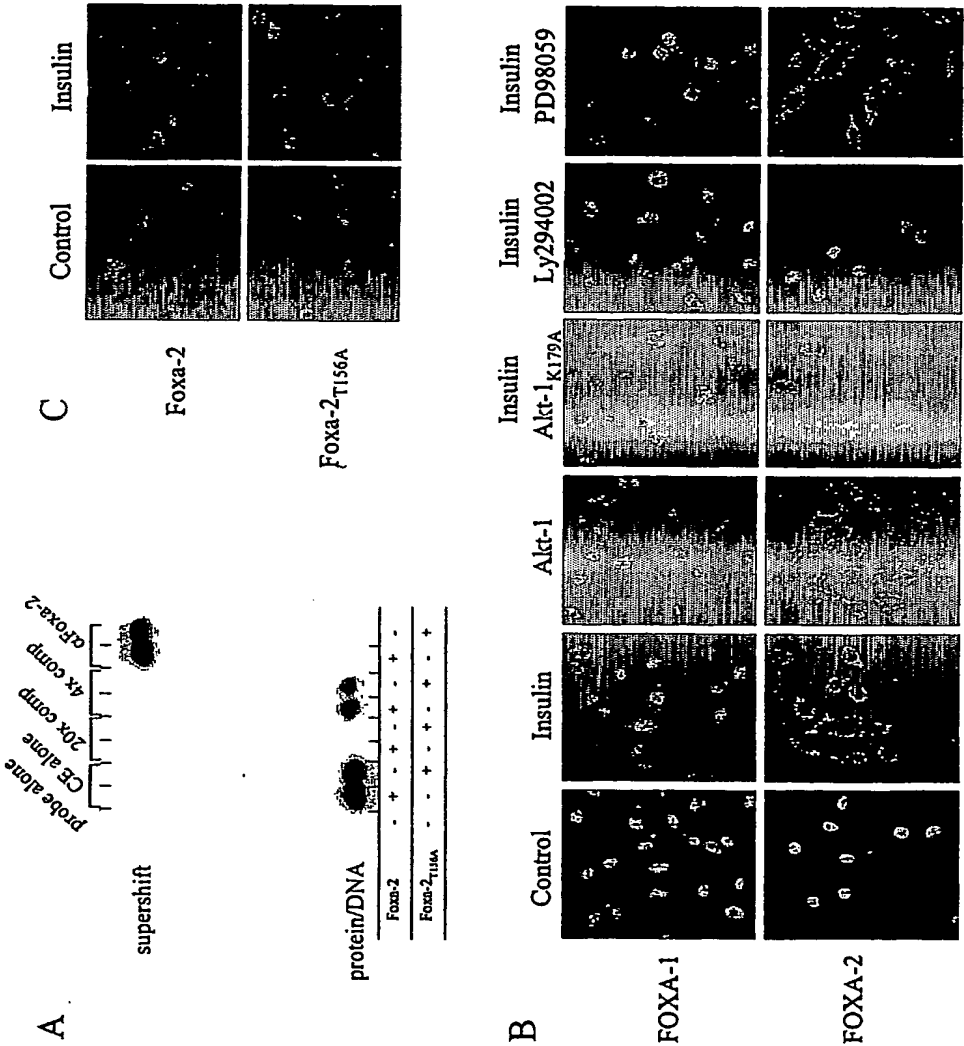 A
probe alone
CE alone
20x comp
4x comp
αFoxa-2
supershift
protein/DNA
Foxa-2 - + - + - + - + -
Foxa-2T156A - - + - + - + - +
C
Control Insulin
Foxa-2
Foxa-2T156A
B
Control Insulin Akt-1 Insulin Akt-1K179A Insulin Ly294002 Insulin PD98059
FOXA-1
FOXA-2